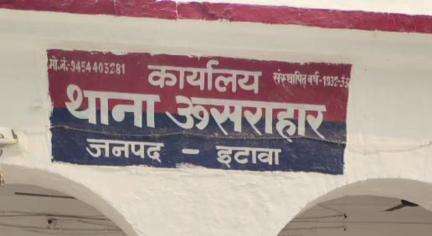 मो.नं.-9454403281 कार्यालय
थाना ऊसराहार
जनपद - इटावा